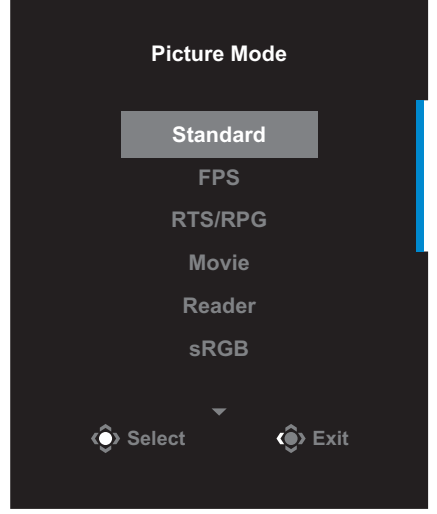 Picture Mode
Standard
FPS
RTS/RPG
Movie
Reader
sRGB
Select Exit